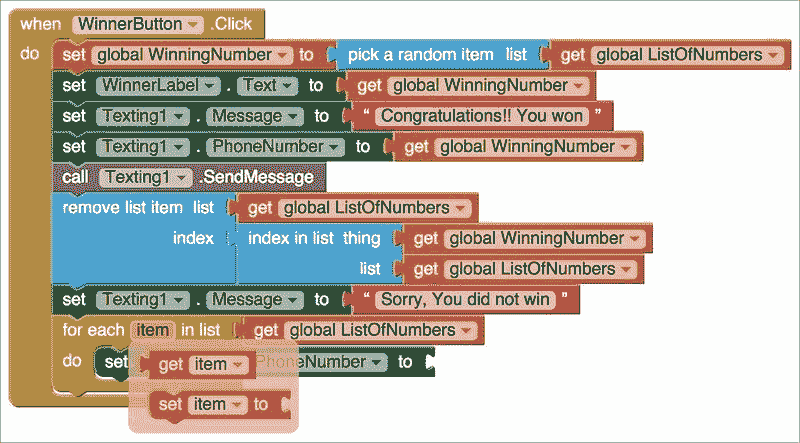 when WinnerButton .Click
do set global WinningNumber to pick a random item list get global ListOfNumbers
set WinnerLabel . Text to get global WinningNumber
set Texting1 . Message to “ Congratulations!! You won ”
set Texting1 . PhoneNumber to get global WinningNumber
call Texting1 .SendMessage
remove list item list get global ListOfNumbers
index index in list thing get global WinningNumber
list get global ListOfNumbers
set Texting1 . Message to “ Sorry, You did not win ”
for each item in list get global ListOfNumbers
do set PhoneNumber to
get item
set item to